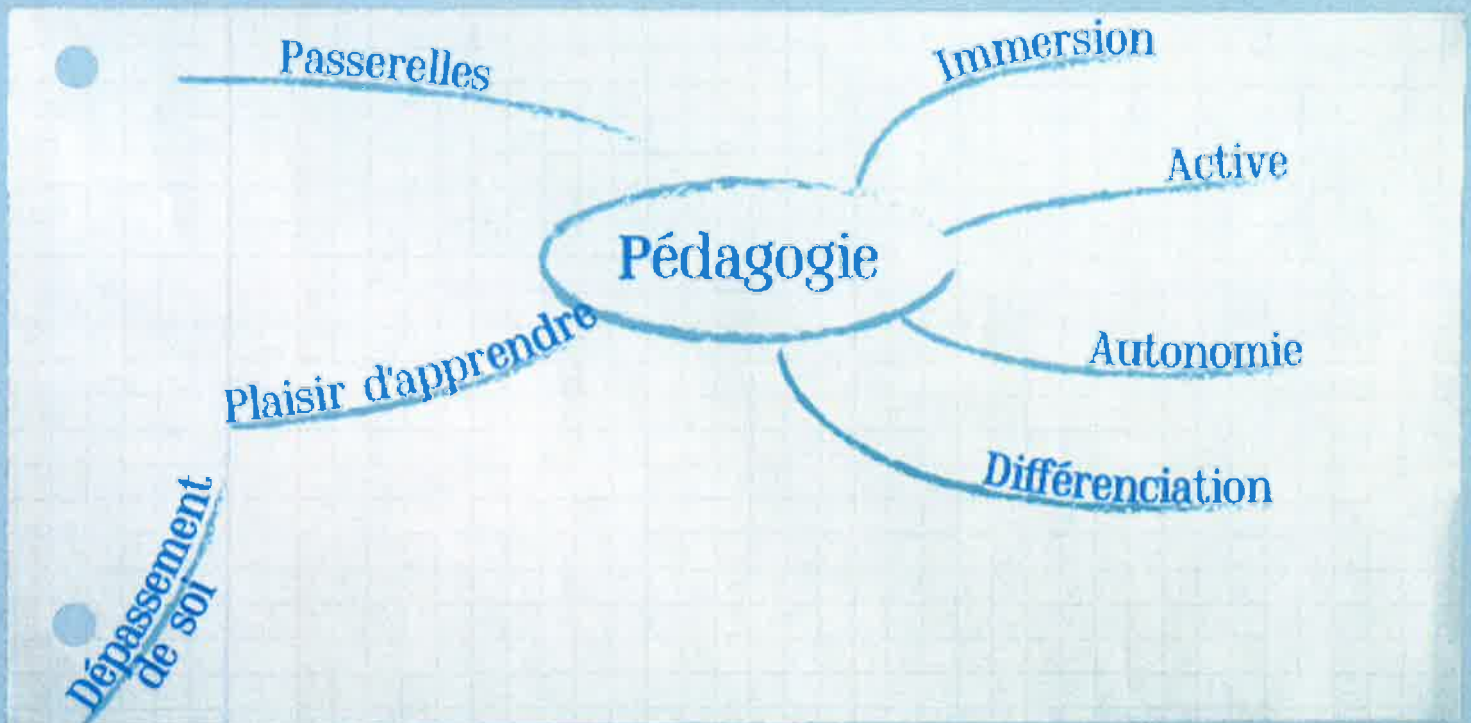 Passerelles
Immersion
Active
Pédagogie
Autonomie
Plaisir d'apprendre
Différenciation
Dépassement
de soi